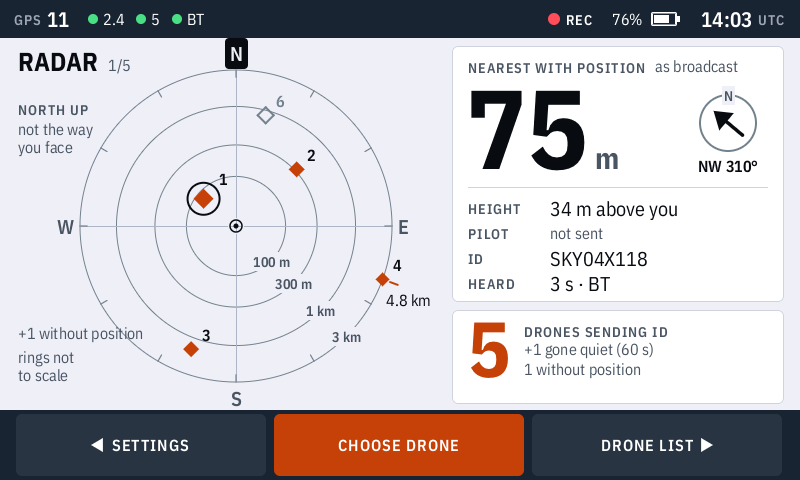 GPS 11 2.4 5 BT REC 76% 14:03 UTC
RADAR 1/5
N
NORTH UP
not the way
you face
6
2
1
W
E
100 m
300 m
1 km
3 km
4
4.8 km
3
+1 without position
rings not
to scale
S
NEAREST WITH POSITION as broadcast
75 m
N
NW 310°
HEIGHT 34 m above you
PILOT not sent
ID SKY04X118
HEARD 3 s · BT
5
DRONES SENDING ID
+1 gone quiet (60 s)
1 without position
SETTINGS
CHOOSE DRONE
DRONE LIST